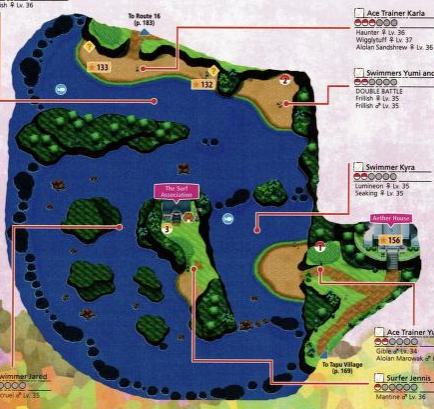 ish ♀ Lv. 36
To Route 16
(p. 183)
Ace Trainer Karla
Haunter ♀ Lv. 36
Wigglytuff ♀ Lv. 37
Alolan Sandshrew ♀ Lv. 36
133
132
Swimmers Yumi and
DOUBLE BATTLE
Frillish ♀ Lv. 35
Frillish ♂ Lv. 35
Swimmer Kyra
Lumineon ♀ Lv. 35
Seaking ♀ Lv. 35
The Surf
Association
3
Aether House
156
1
Ace Trainer Yu
Gible ♂ Lv. 34
Alolan Marowak ♂
To Tapu Village
(p. 169)
Surfer Jennis
Mantine ♂ Lv. 36
wimmer Jared
cruel ♂ Lv. 35